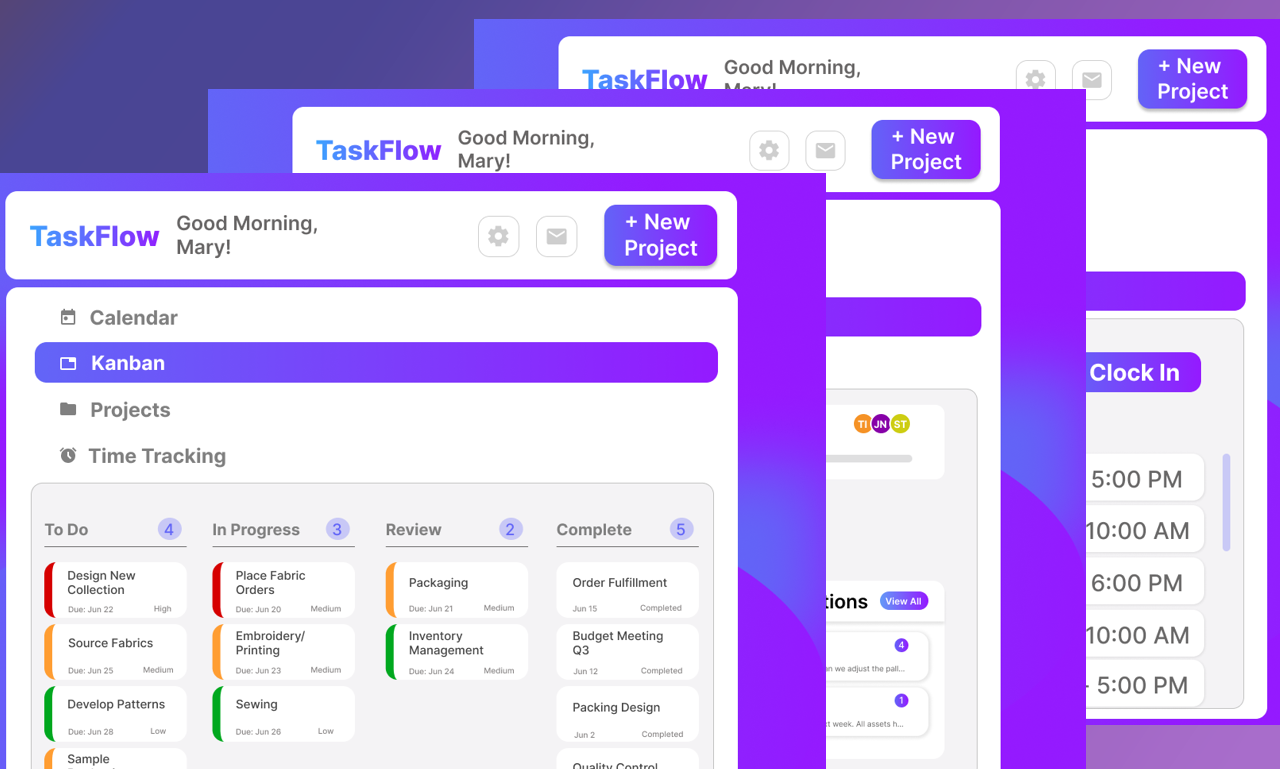 TaskFlow
Good Morning,
+ New
Project
TaskFlow
Good Morning,
Mary!
+ New
Project
TaskFlow
Good Morning,
Mary!
+ New
Project
Calendar
Kanban
Projects
Time Tracking
To Do 4
Design New
Collection
Due: Jun 22 High
Source Fabrics
Due: Jun 25 Medium
Develop Patterns
Due: Jun 28 Low
Sample
In Progress 3
Place Fabric
Orders
Due: Jun 20 Medium
Embroidery/
Printing
Due: Jun 23 Medium
Sewing
Due: Jun 26 Low
Review 2
Packaging
Due: Jun 21 Medium
Inventory
Management
Due: Jun 24 Medium
Complete 5
Order Fulfillment
Jun 15 Completed
Budget Meeting
Q3
Jun 12 Completed
Packing Design
Jun 2 Completed
Quality Control
TI JN ST
tions View All
4
n we adjust the pall...
1
t week. All assets h...
Clock In
5:00 PM
10:00 AM
6:00 PM
10:00 AM
- 5:00 PM